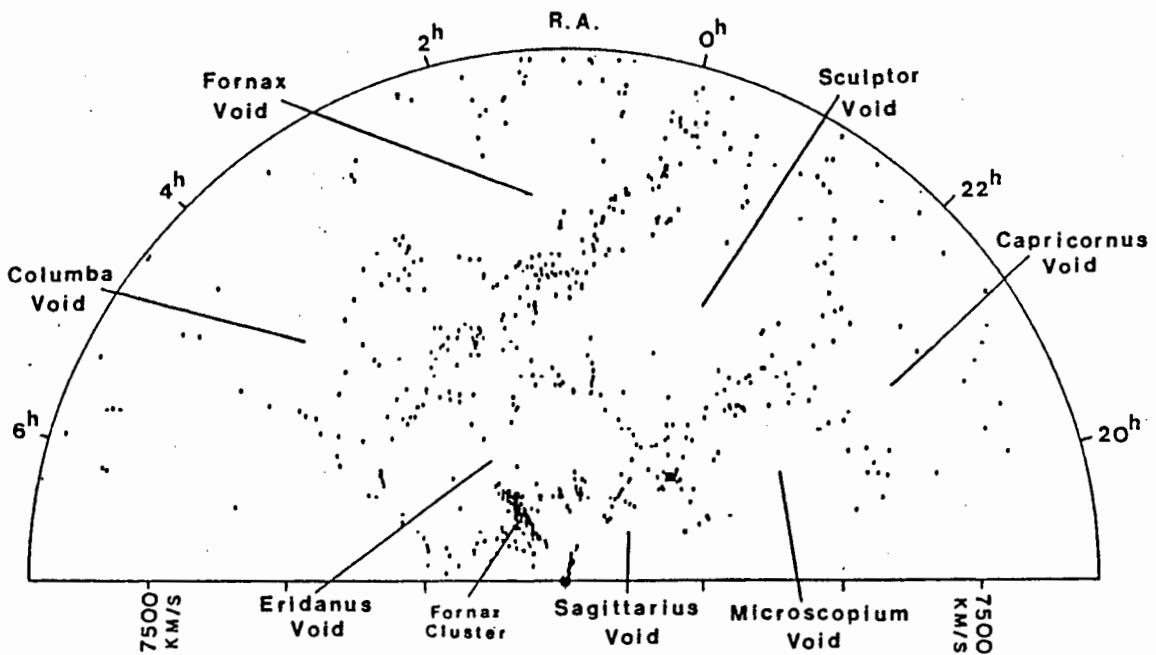 R.A.
2h
0h
Fornax
Void
Sculptor
Void
4h
22h
Capricornus
Void
Columba
Void
6h
20h
7500
KM/S
Eridanus
Void
Fornax
Cluster
Sagittarius
Void
Microscopium
Void
7500
KM/S